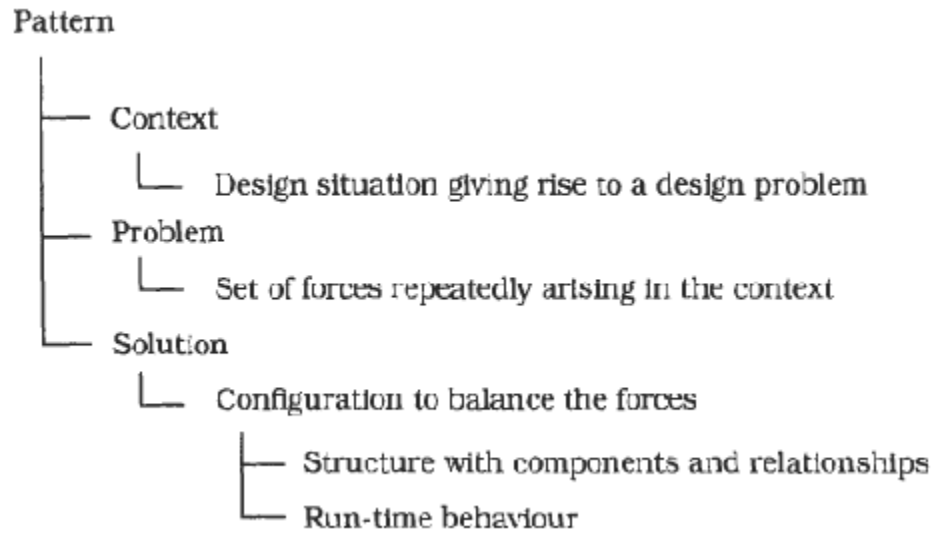 Pattern
Context
Design situation giving rise to a design problem
Problem
Set of forces repeatedly arising in the context
Solution
Configuration to balance the forces
Structure with components and relationships
Run-time behaviour